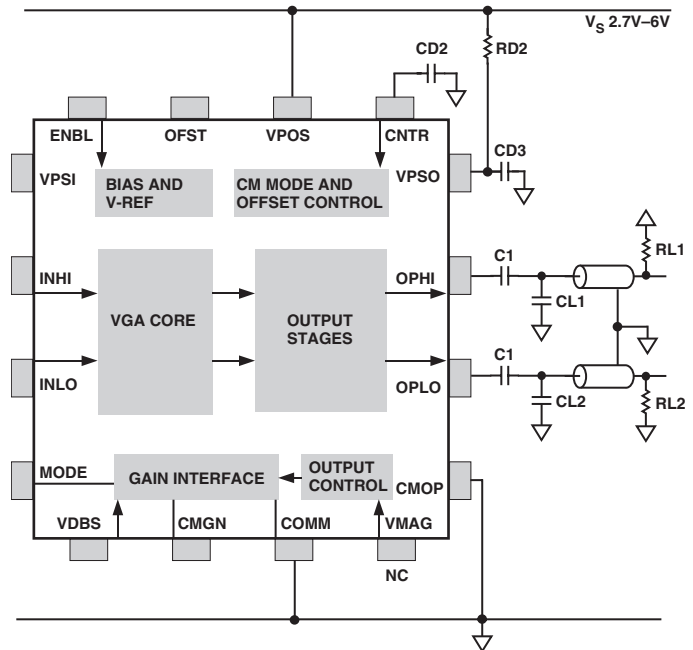 V_S 2.7V–6V
CD2
RD2
ENBL
OFST
VPOS
CNTR
CD3
VPSI
BIAS AND
V-REF
CM MODE AND
OFFSET CONTROL
VPSO
INHI
VGA CORE
OUTPUT
STAGES
OPHI
C1
CL1
RL1
INLO
OPLO
C1
CL2
RL2
MODE
GAIN INTERFACE
OUTPUT
CONTROL
CMOP
VDBS
CMGN
COMM
VMAG
NC